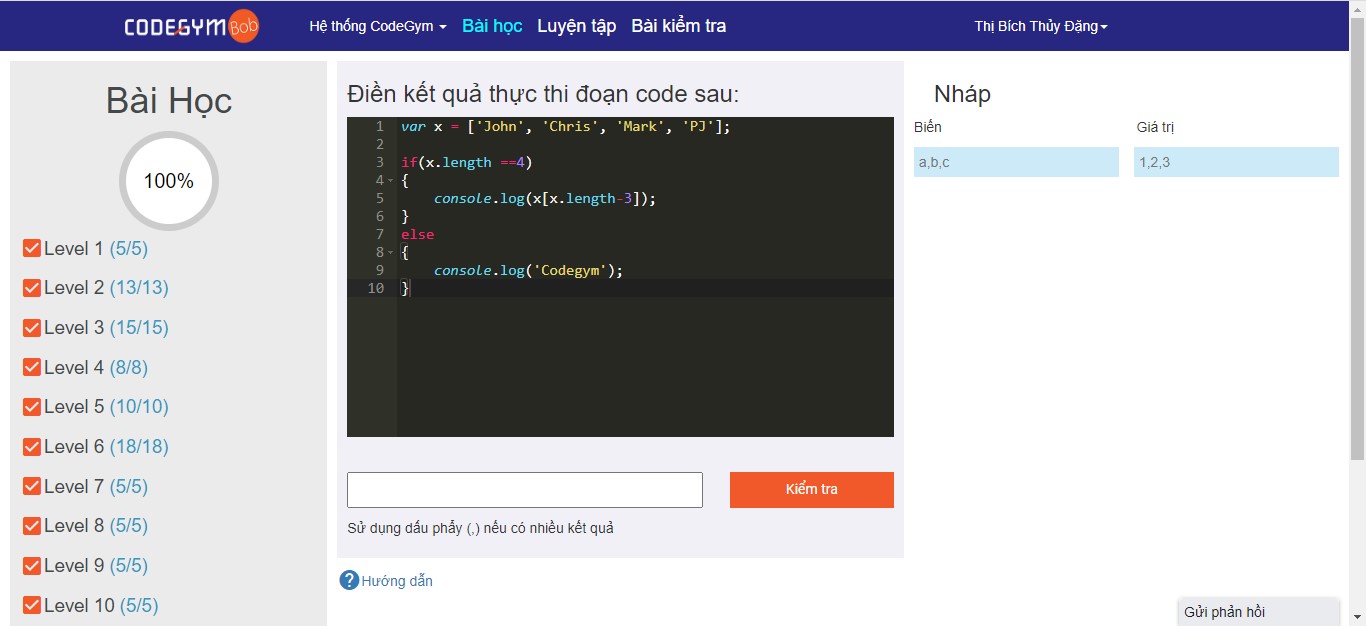 CODEGYM Bob
Hệ thống CodeGym Bài học Luyện tập Bài kiểm tra Thị Bích Thủy Đặng
Bài Học
100%
Level 1 (5/5)
Level 2 (13/13)
Level 3 (15/15)
Level 4 (8/8)
Level 5 (10/10)
Level 6 (18/18)
Level 7 (5/5)
Level 8 (5/5)
Level 9 (5/5)
Level 10 (5/5)
Điền kết quả thực thi đoạn code sau:
1 var x = ['John', 'Chris', 'Mark', 'PJ'];
2
3 if(x.length ==4)
4 {
5 console.log(x[x.length-3]);
6 }
7 else
8 {
9 console.log('Codegym');
10 }
Kiểm tra
Sử dụng dấu phẩy (,) nếu có nhiều kết quả
? Hướng dẫn
Nháp
Biến Giá trị
a,b,c 1,2,3
Gửi phản hồi